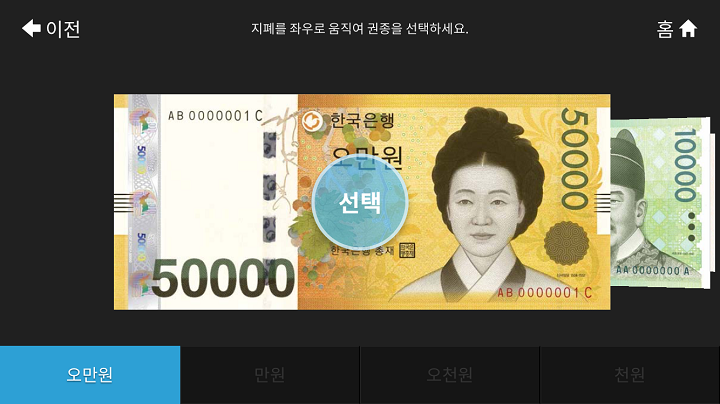 이전
지폐를 좌우로 움직여 권종을 선택하세요.
홈
AB 0000001 C
한국은행
오만원
50000
선택
한국은행 총재
50000
AB 0000001 C
10000
AA 0000000 A
오만원
만원
오천원
천원